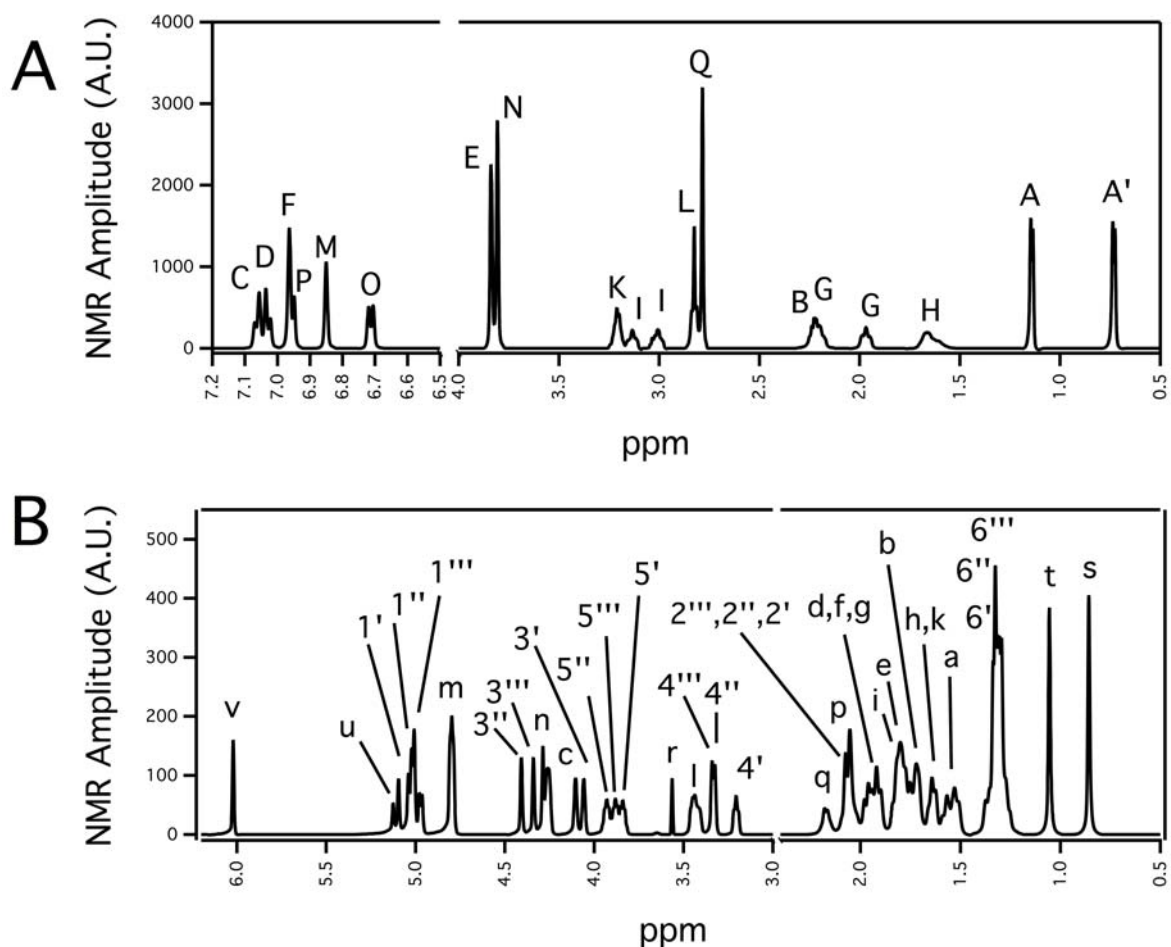 A
NMR Amplitude (A.U.)
4000
3000
2000
1000
0
C
D
F
P
M
O
E
N
K
I
I
L
Q
B
G
G
H
A
A'
7.2
7.1
7.0
6.9
6.8
6.7
6.6
6.5
4.0
3.5
3.0
2.5
2.0
1.5
1.0
0.5
ppm
B
NMR Amplitude (A.U.)
500
400
300
200
100
0
v
u
1'
1''
1'''
m
3''
3'''
n
c
3'
5''
5'''
5'
r
l
4'''
4''
4'
2''',2'',2'
q
p
d,f,g
i
e
b
h,k
a
6'''
6''
6'
t
s
6.0
5.5
5.0
4.5
4.0
3.5
3.0
2.0
1.5
1.0
0.5
ppm